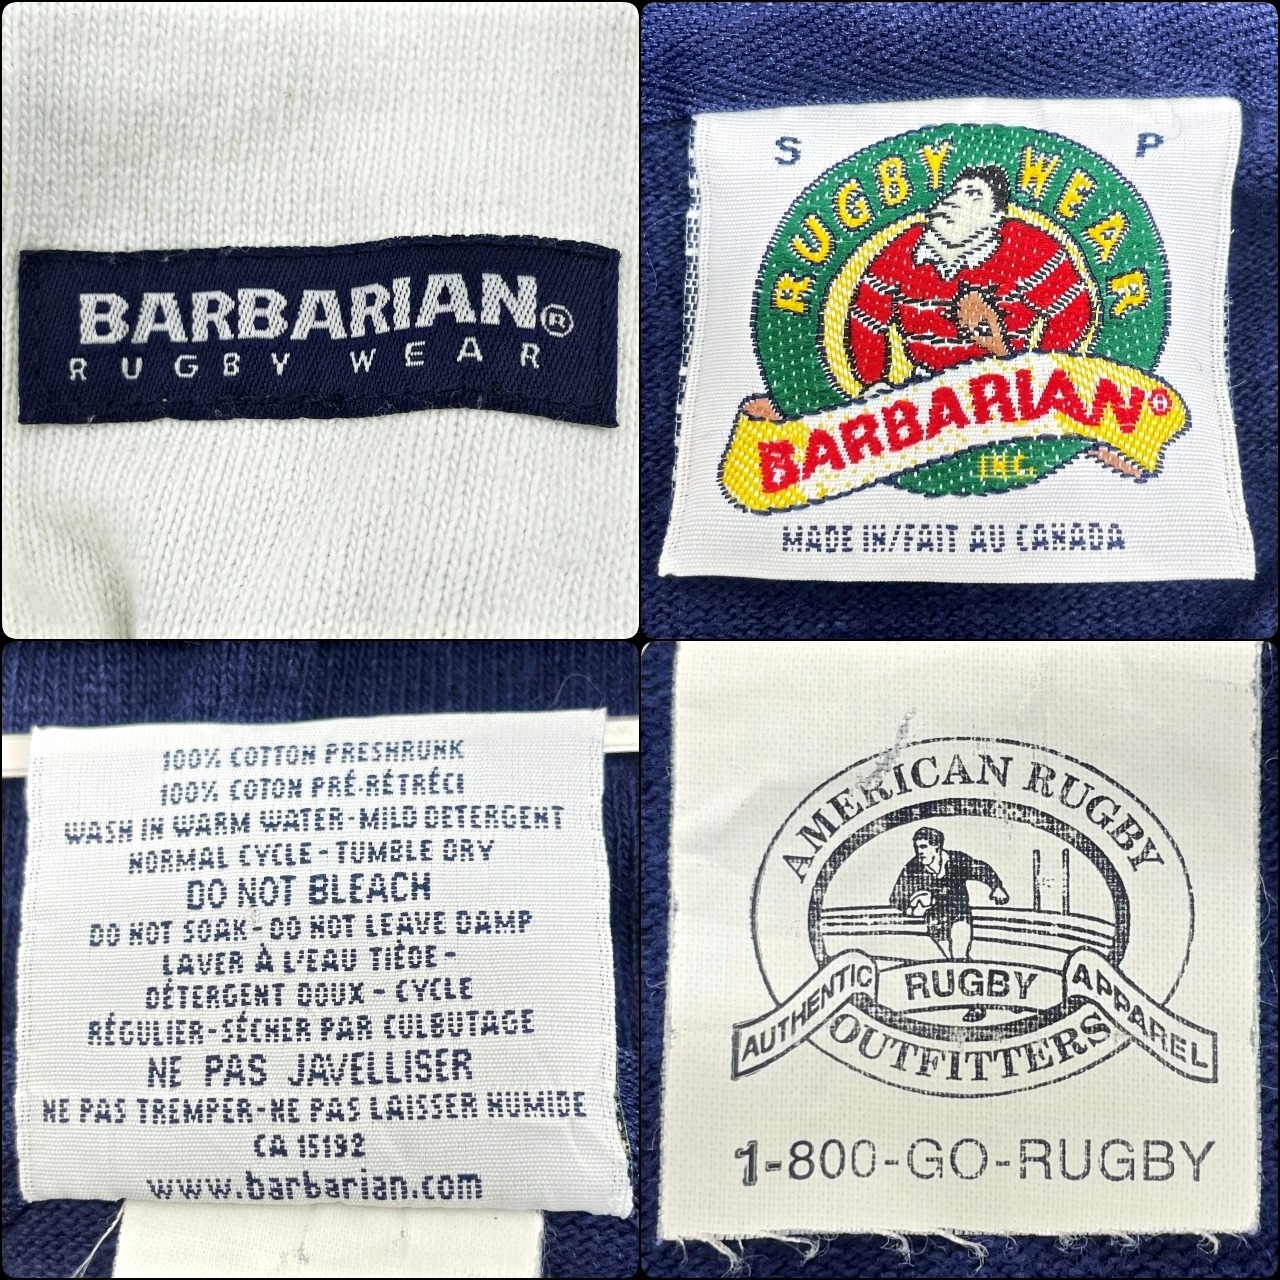 BARBARIAN®
RUGBY WEAR
S P
RUGBY WEAR
BARBARIAN®
INC.
MADE IN/FAIT AU CANADA
100% COTTON PRESHRUNK
100% COTON PRÉ-RÉTRÉCI
WASH IN WARM WATER-MILD DETERGENT
NORMAL CYCLE-TUMBLE DRY
DO NOT BLEACH
DO NOT SOAK-DO NOT LEAVE DAMP
LAVER À L'EAU TIÈDE-
DÉTERGENT DOUX - CYCLE
RÉGULIER-SÉCHER PAR CULBUTAGE
NE PAS JAVELLISER
NE PAS TREMPER-NE PAS LAISSER HUMIDE
CA 15192
www.barbarian.com
AMERICAN RUGBY
AUTHENTIC RUGBY APPAREL
OUTFITTERS
1-800-GO-RUGBY